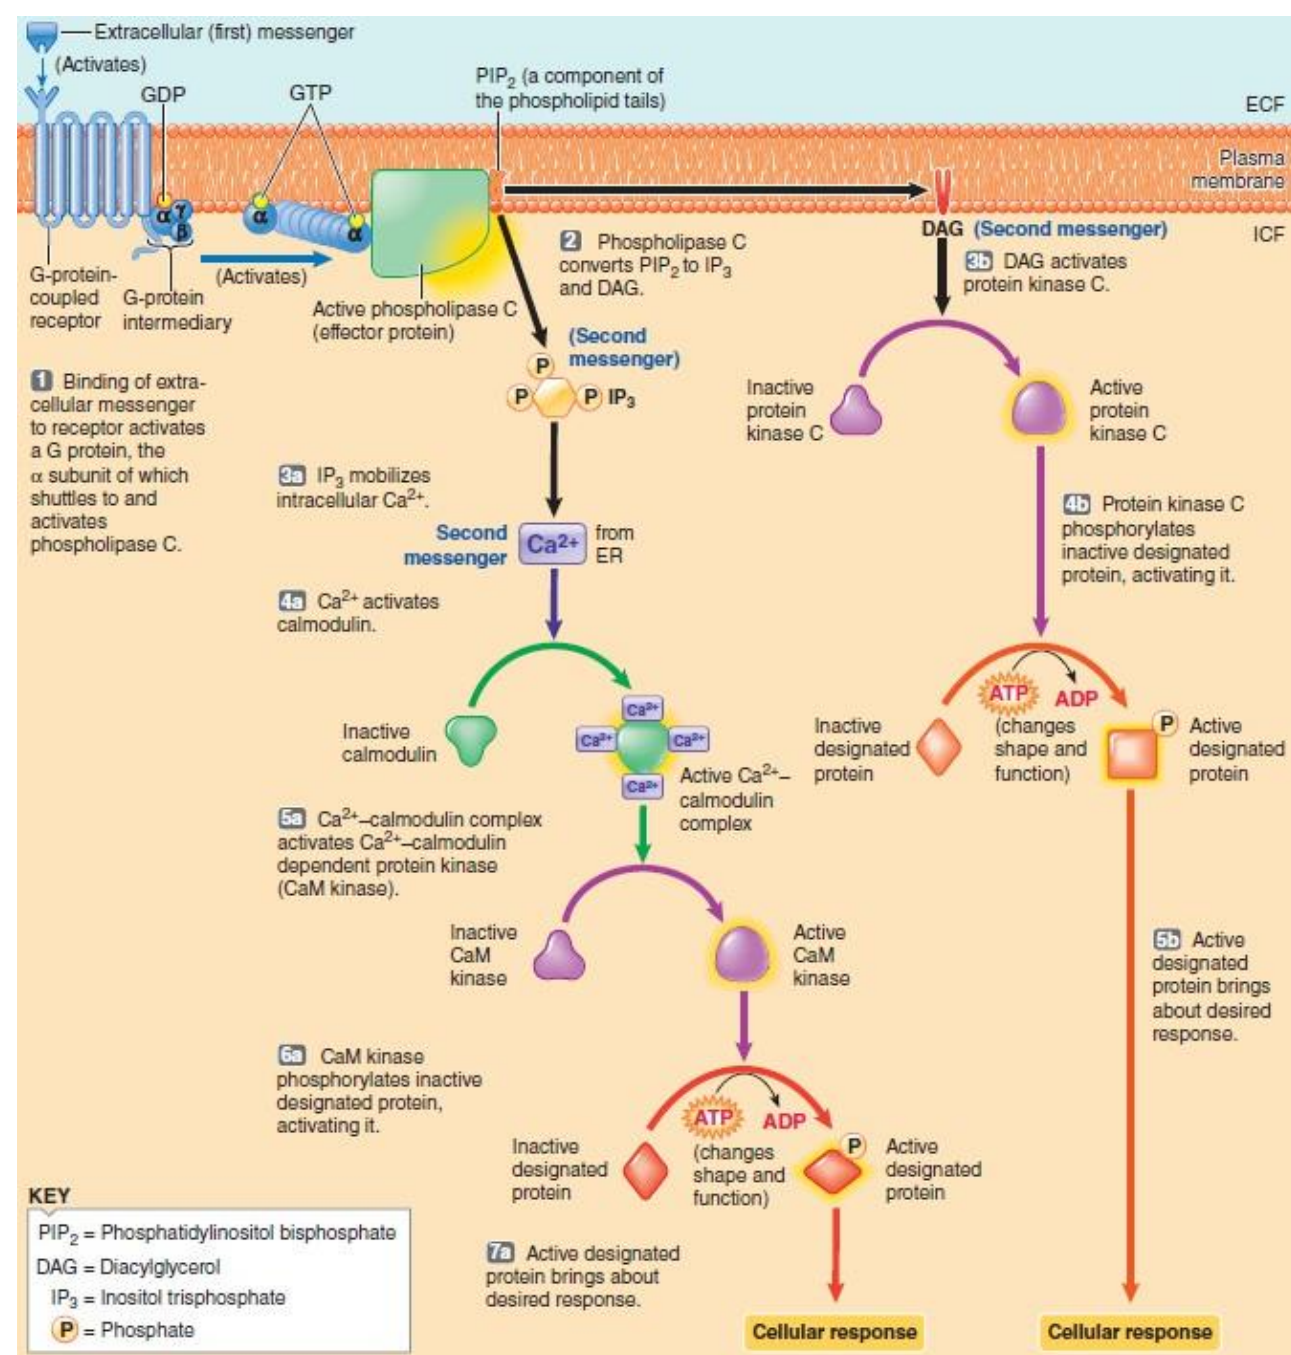 Extracellular (first) messenger
(Activates)
GDP
GTP
PIP2 (a component of
the phospholipid tails)
ECF
Plasma
membrane
α
γ
β
α
α
DAG (Second messenger)
ICF
G-protein-
coupled
receptor
G-protein
intermediary
(Activates)
Active phospholipase C
(effector protein)
2 Phospholipase C
converts PIP2 to IP3
and DAG.
3b DAG activates
protein kinase C.
(Second
messenger)
P
P
P IP3
1 Binding of extra-
cellular messenger
to receptor activates
a G protein, the
α subunit of which
shuttles to and
activates
phospholipase C.
Inactive
protein
kinase C
Active
protein
kinase C
3a IP3 mobilizes
intracellular Ca2+.
Second
messenger
Ca2+
from
ER
4b Protein kinase C
phosphorylates
inactive designated
protein, activating it.
4a Ca2+ activates
calmodulin.
Inactive
calmodulin
Ca2+
Ca2+
Ca2+
Ca2+
Active Ca2+–
calmodulin
complex
ATP
ADP
Inactive
designated
protein
(changes
shape and
function)
P
Active
designated
protein
5a Ca2+–calmodulin complex
activates Ca2+–calmodulin
dependent protein kinase
(CaM kinase).
Inactive
CaM
kinase
Active
CaM
kinase
5b Active
designated
protein brings
about desired
response.
6a CaM kinase
phosphorylates inactive
designated protein,
activating it.
ATP
ADP
Inactive
designated
protein
(changes
shape and
function)
P
Active
designated
protein
KEY
PIP2 = Phosphatidylinositol bisphosphate
DAG = Diacylglycerol
IP3 = Inositol trisphosphate
P = Phosphate
7a Active designated
protein brings about
desired response.
Cellular response
Cellular response